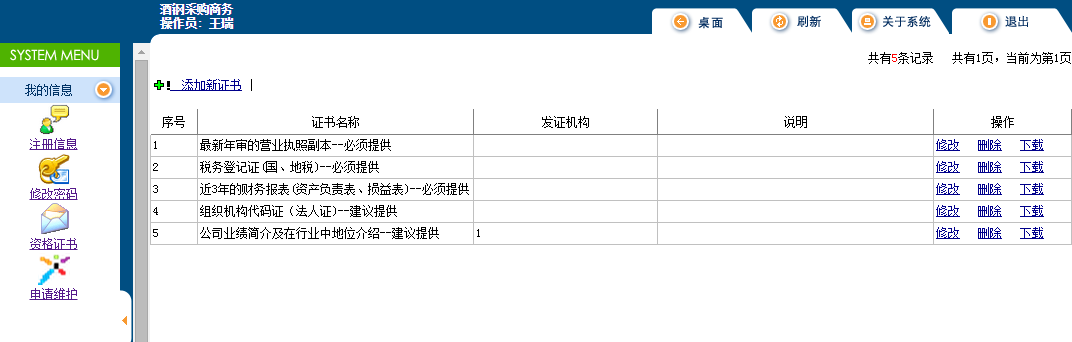 酒钢采购商务
操作员：王瑞
桌面 刷新 关于系统 退出
SYSTEM MENU
共有5条记录 共有1页，当前为第1页
我的信息
! 添加新证书 |
注册信息
修改密码
资格证书
申请维护
序号 证书名称 发证机构 说明 操作
1 最新年审的营业执照副本--必须提供 修改 删除 下载
2 税务登记证(国、地税)--必须提供 修改 删除 下载
3 近3年的财务报表(资产负责表、损益表)--必须提供 修改 删除 下载
4 组织机构代码证（法人证)--建议提供 修改 删除 下载
5 公司业绩简介及在行业中地位介绍--建议提供 1 修改 删除 下载